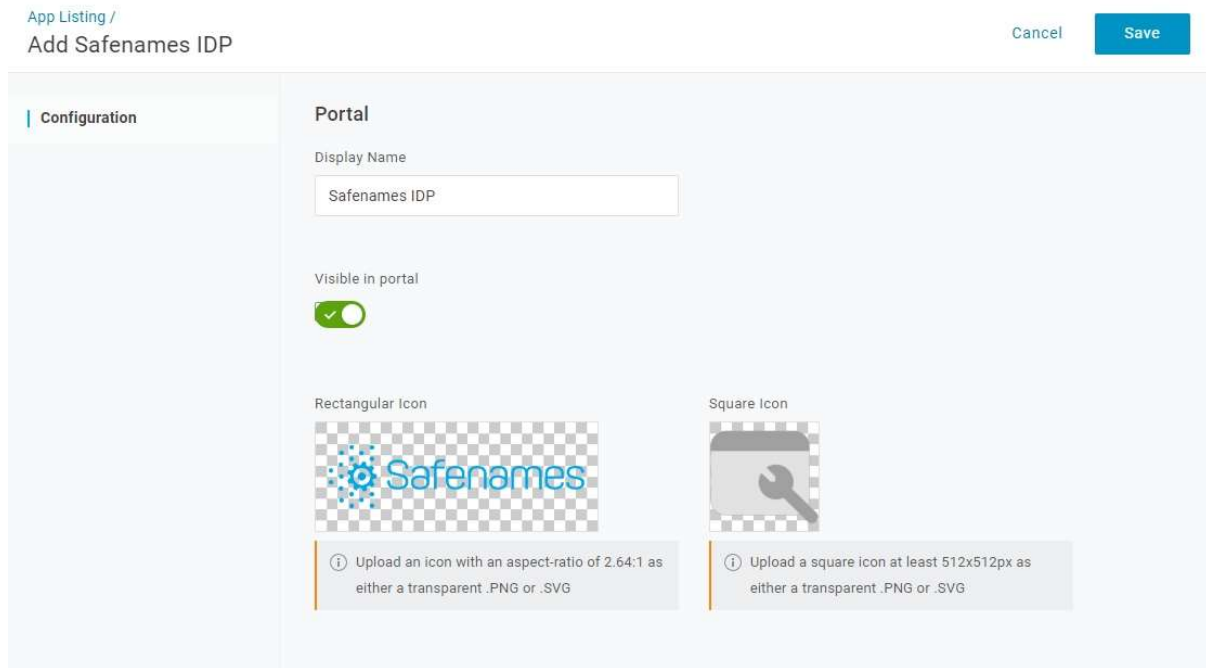 App Listing /
Add Safenames IDP
Cancel
Save
Configuration
Portal
Display Name
Safenames IDP
Visible in portal
Rectangular Icon
Square Icon
Safenames
Upload an icon with an aspect-ratio of 2.64:1 as
either a transparent .PNG or .SVG
Upload a square icon at least 512x512px as
either a transparent .PNG or .SVG